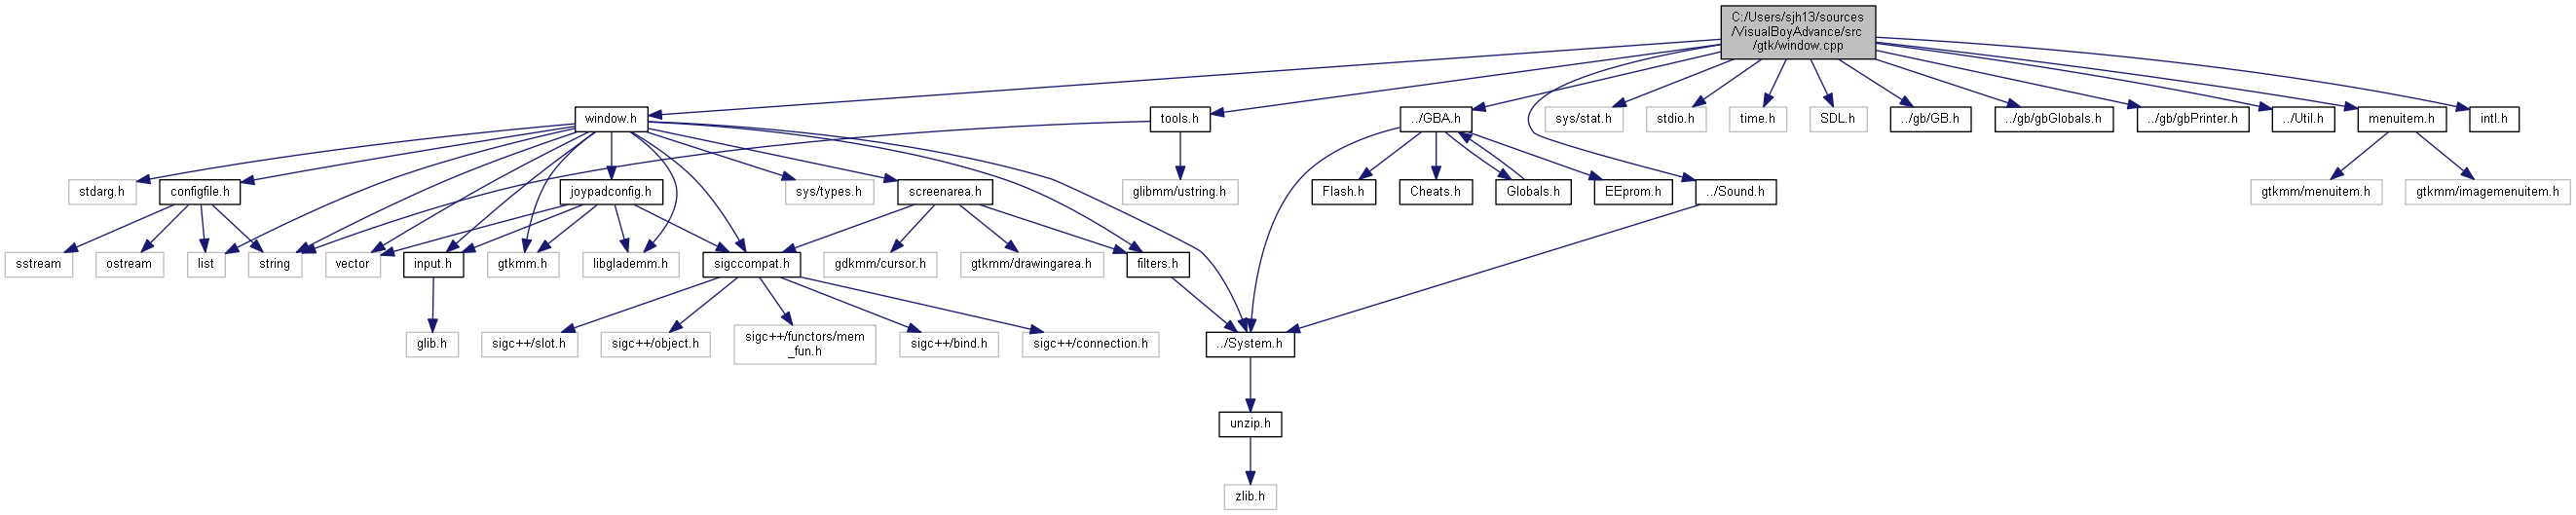 C:/Users/sjh13/sources
/VisualBoyAdvance/src
/gtk/window.cpp
window.h
tools.h
../GBA.h
sys/stat.h
stdio.h
time.h
SDL.h
../gb/GB.h
../gb/gbGlobals.h
../gb/gbPrinter.h
../Util.h
menuitem.h
intl.h
stdarg.h
configfile.h
joypadconfig.h
sys/types.h
screenarea.h
glibmm/ustring.h
Flash.h
Cheats.h
Globals.h
EEprom.h
../Sound.h
gtkmm/menuitem.h
gtkmm/imagemenuitem.h
sstream
ostream
list
string
vector
input.h
gtkmm.h
libglademm.h
sigccompat.h
gdkmm/cursor.h
gtkmm/drawingarea.h
filters.h
glib.h
sigc++/slot.h
sigc++/object.h
sigc++/functors/mem
_fun.h
sigc++/bind.h
sigc++/connection.h
../System.h
unzip.h
zlib.h